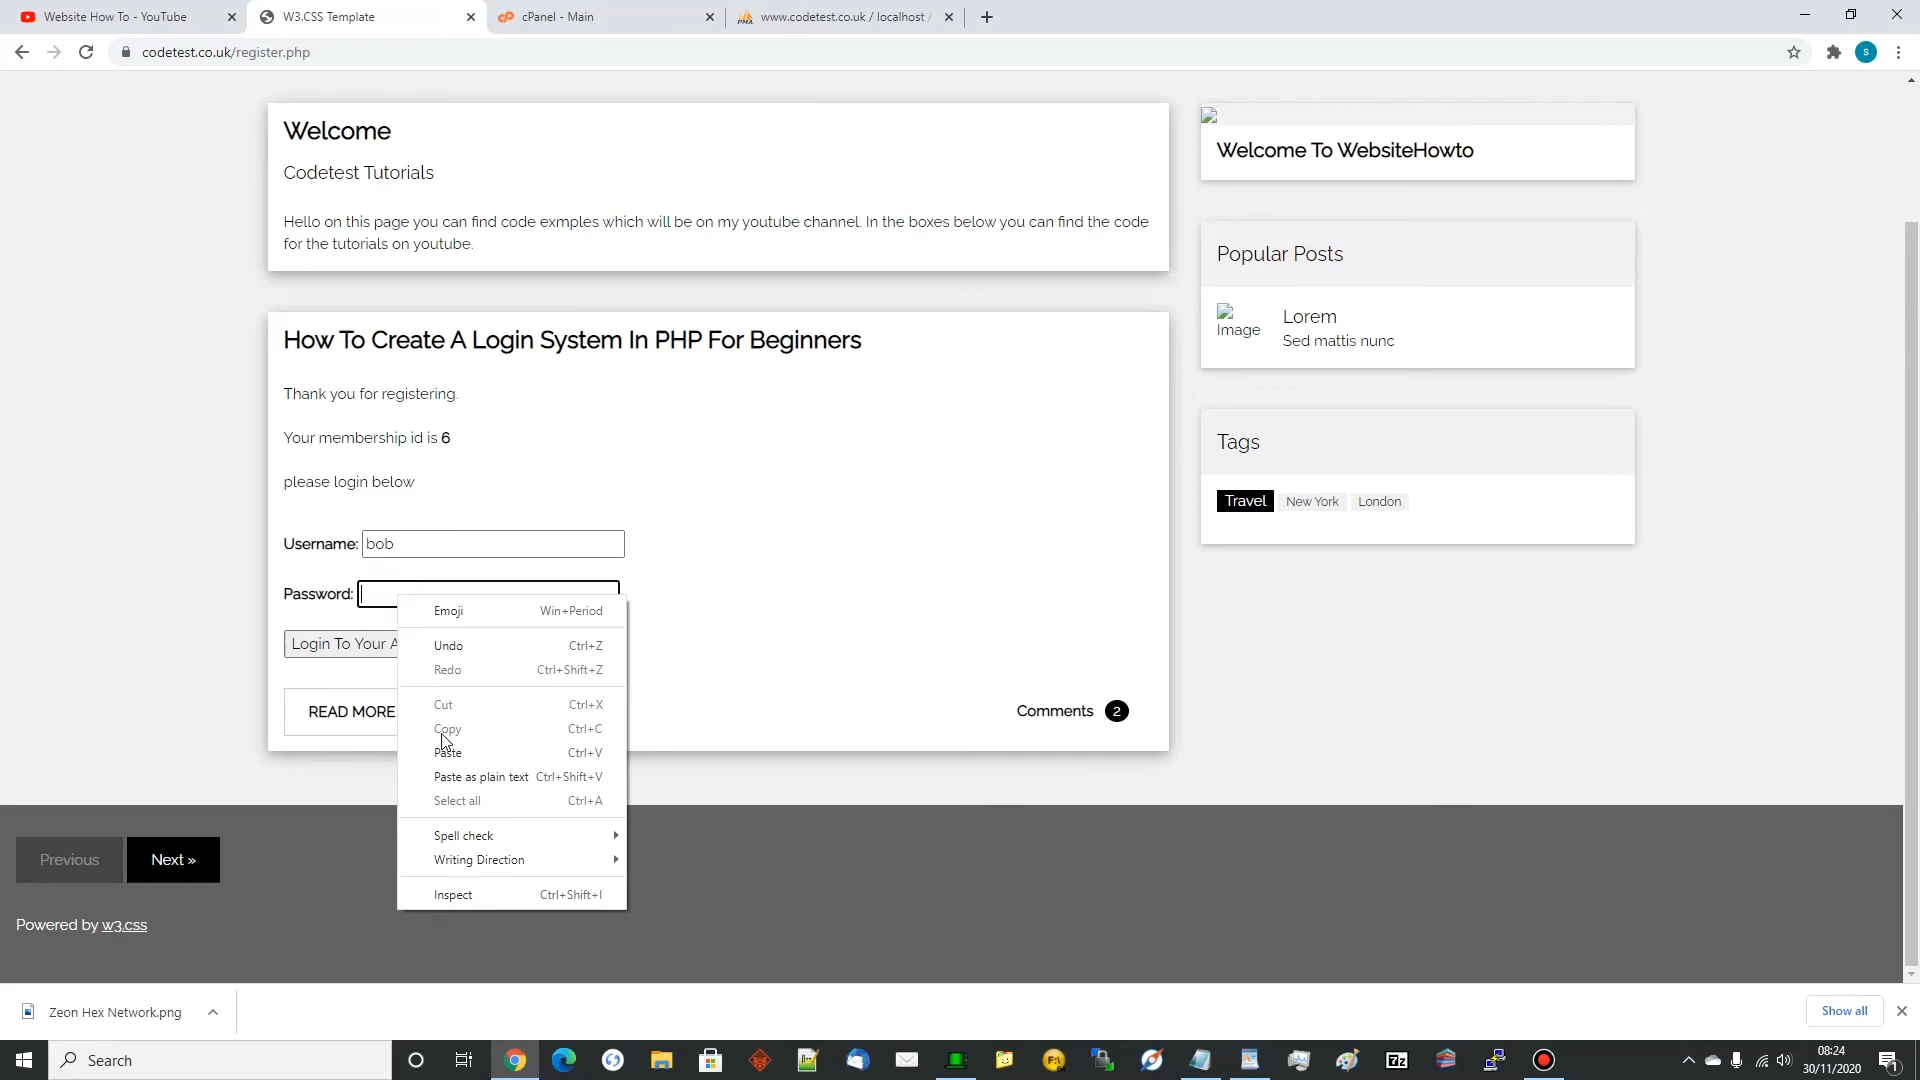 Website How To - YouTube
W3.CSS Template
cPanel - Main
www.codetest.co.uk / localhost /
codetest.co.uk/register.php
S
Welcome
Codetest Tutorials
Hello on this page you can find code exmples which will be on my youtube channel. In the boxes below you can find the code
for the tutorials on youtube.
How To Create A Login System In PHP For Beginners
Thank you for registering.
Your membership id is 6
please login below
Username: bob
Password:
Login To Your A
READ MORE
Comments 2
Emoji Win+Period
Undo Ctrl+Z
Redo Ctrl+Shift+Z
Cut Ctrl+X
Copy Ctrl+C
Paste Ctrl+V
Paste as plain text Ctrl+Shift+V
Select all Ctrl+A
Spell check
Writing Direction
Inspect Ctrl+Shift+I
Welcome To WebsiteHowto
Popular Posts
Image
Lorem
Sed mattis nunc
Tags
Travel New York London
Previous Next »
Powered by w3.css
Zeon Hex Network.png
Show all
Search
7z
08:24
30/11/2020
1